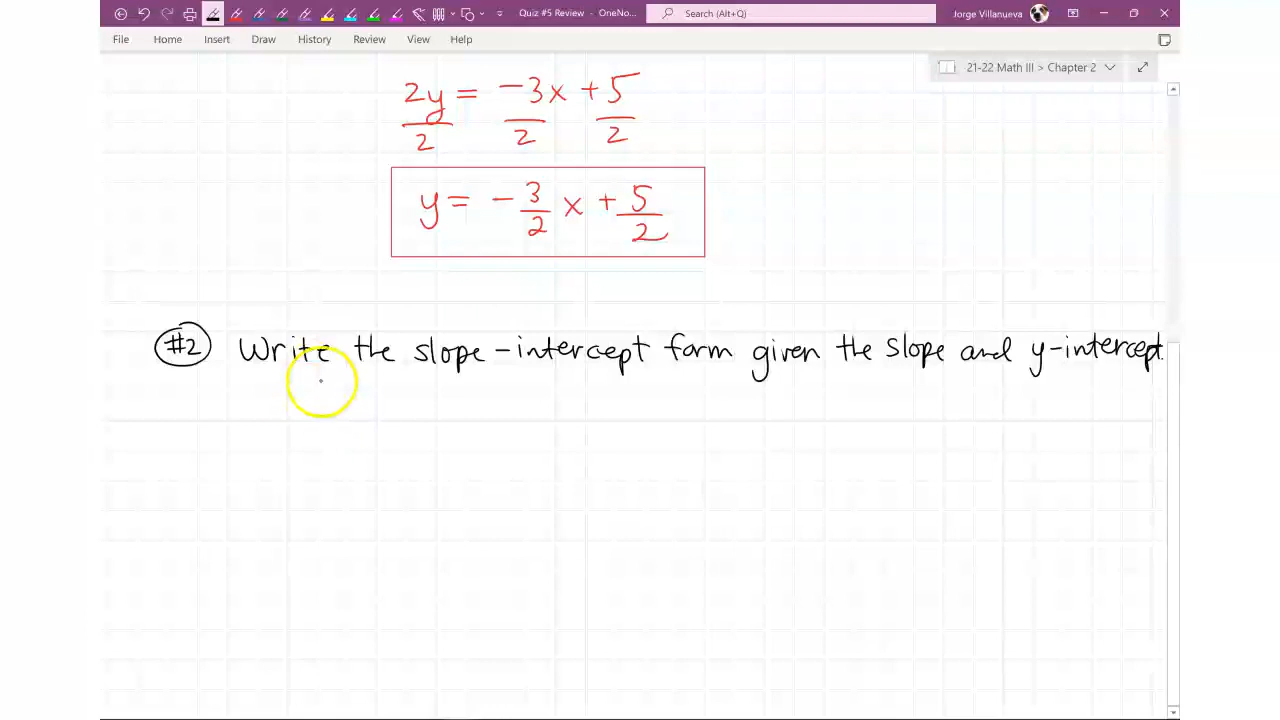 Quiz #5 Review - OneNo...
Search (Alt+Q)
Jorge Villanueva
File Home Insert Draw History Review View Help
21-22 Math III > Chapter 2
2y = -3x + 5
2 2 2
y = - 3/2 x + 5/2
#2 Write the slope-intercept form given the slope and y-intercept.